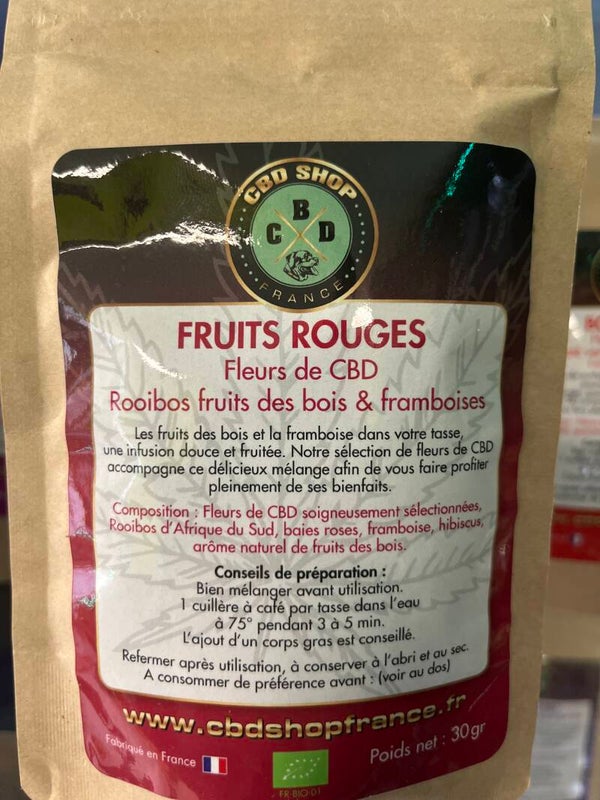 CBD SHOP
B
C D
FRANCE
FRUITS ROUGES
Fleurs de CBD
Rooibos fruits des bois & framboises
Les fruits des bois et la framboise dans votre tasse,
une infusion douce et fruitée. Notre sélection de fleurs de CBD
accompagne ce délicieux mélange afin de vous faire profiter
pleinement de ses bienfaits.
Composition : Fleurs de CBD soigneusement sélectionnées,
Rooibos d'Afrique du Sud, baies roses, framboise, hibiscus,
arôme naturel de fruits des bois.
Conseils de préparation :
Bien mélanger avant utilisation.
1 cuillère à café par tasse dans l'eau
à 75° pendant 3 à 5 min.
L'ajout d'un corps gras est conseillé.
Refermer après utilisation, à conserver à l'abri et au sec.
A consommer de préférence avant : (voir au dos)
www.cbdshopfrance.fr
Fabriqué en France
Poids net : 30gr
FR-BIO-01